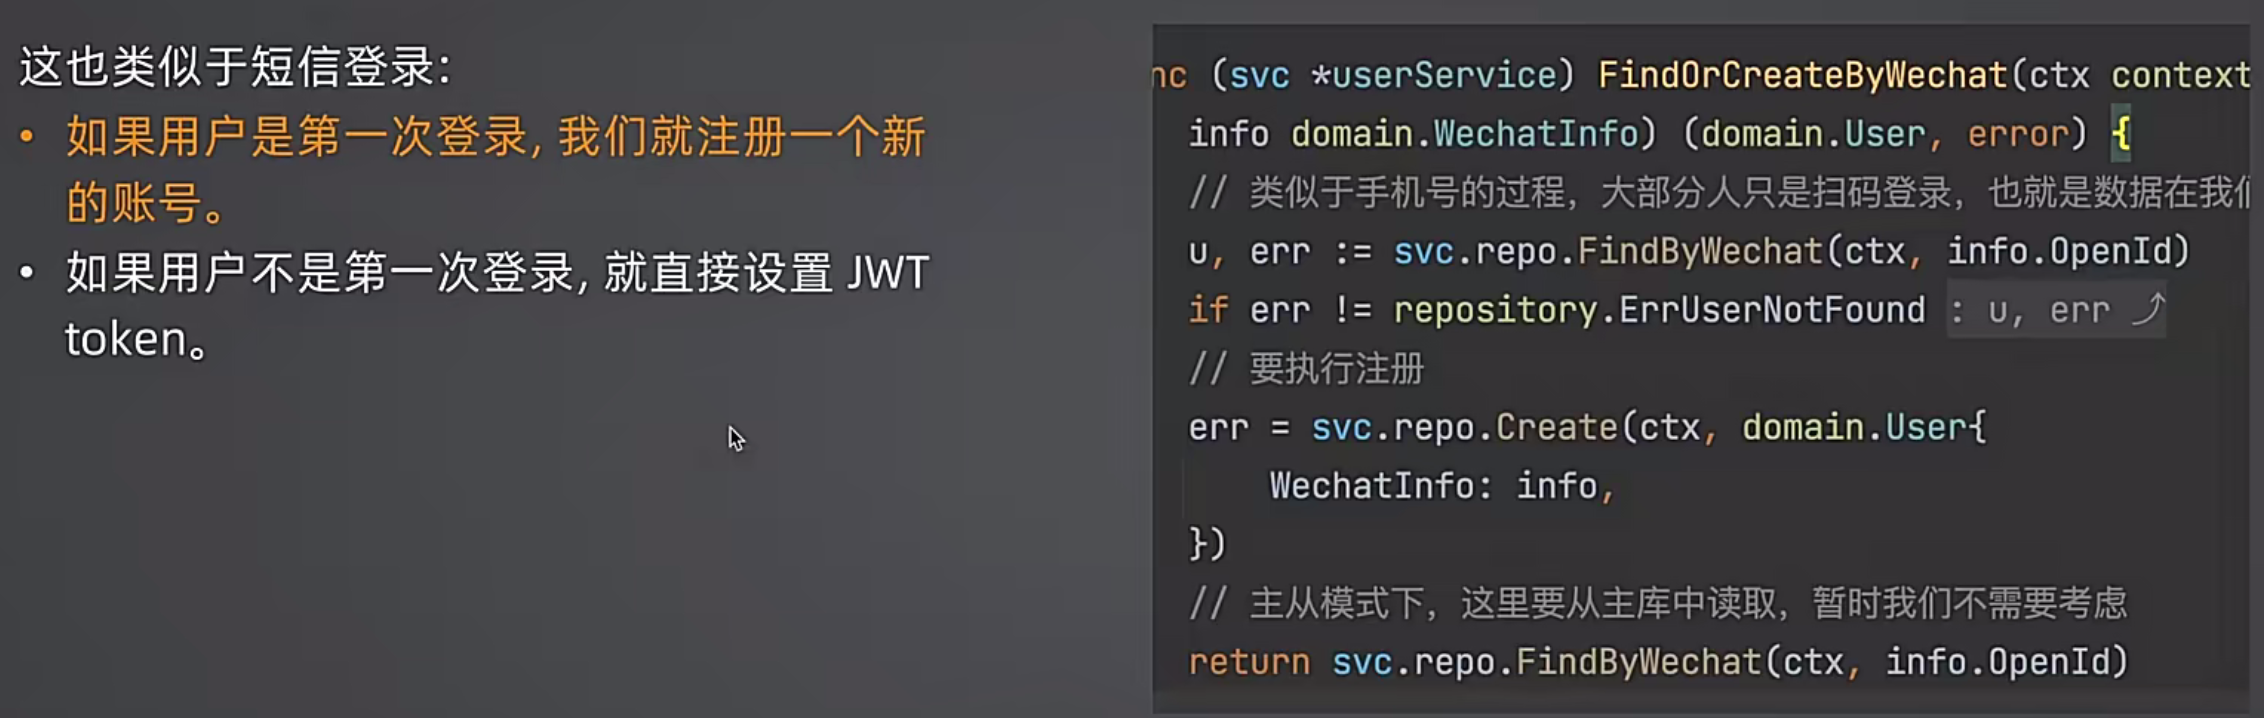 这也类似于短信登录：
• 如果用户是第一次登录，我们就注册一个新
的账号。
• 如果用户不是第一次登录，就直接设置 JWT
token。
nc (svc *userService) FindOrCreateByWechat(ctx context
info domain.WechatInfo) (domain.User, error) {
// 类似于手机号的过程，大部分人只是扫码登录，也就是数据在我们
u, err := svc.repo.FindByWechat(ctx, info.OpenId)
if err != repository.ErrUserNotFound : u, err ⤴
// 要执行注册
err = svc.repo.Create(ctx, domain.User{
WechatInfo: info,
})
// 主从模式下，这里要从主库中读取，暂时我们不需要考虑
return svc.repo.FindByWechat(ctx, info.OpenId)